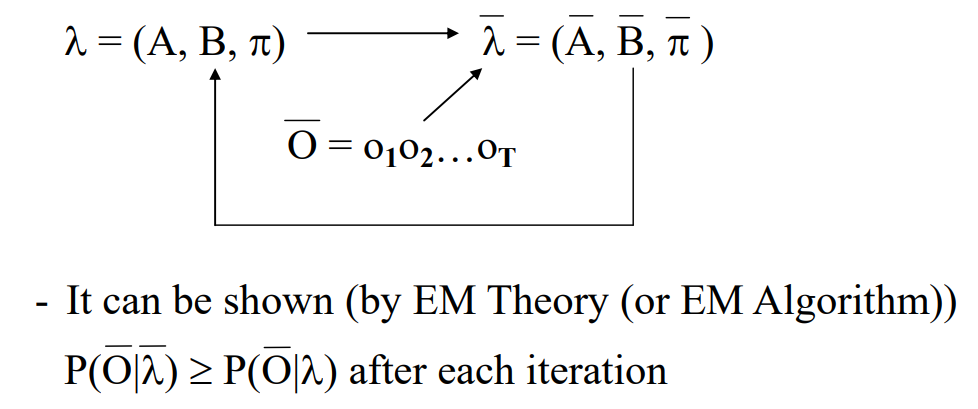 λ = (A, B, π) λ̅ = (A̅, B̅, π̅ )
O̅ = o₁o₂…o_T
- It can be shown (by EM Theory (or EM Algorithm))
P(O̅|λ̅) ≥ P(O̅|λ) after each iteration